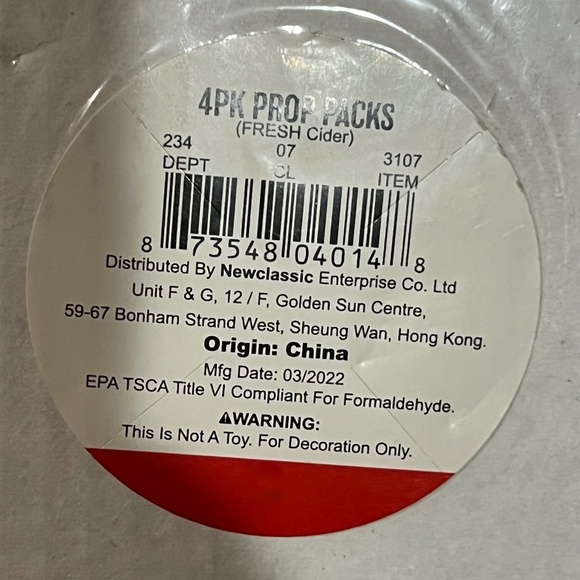 4PK PROP PACKS
(FRESH Cider)
234 07 3107
DEPT CL ITEM
8 73548 04014 8
Distributed By Newclassic Enterprise Co. Ltd
Unit F & G, 12 / F, Golden Sun Centre,
59-67 Bonham Strand West, Sheung Wan, Hong Kong.
Origin: China
Mfg Date: 03/2022
EPA TSCA Title VI Compliant For Formaldehyde.
⚠WARNING:
This Is Not A Toy. For Decoration Only.